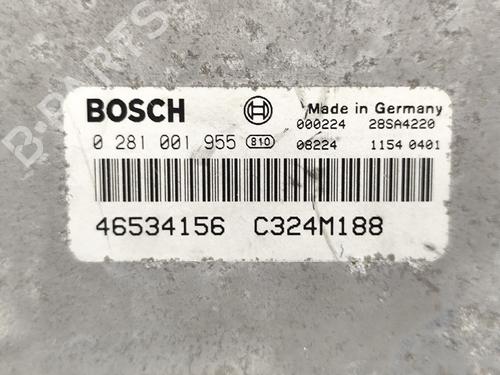 B-PARTS
BOSCH Made in Germany
000224 28SA4220
0 281 001 955 810 08224 1154 0401
46534156 C324M188